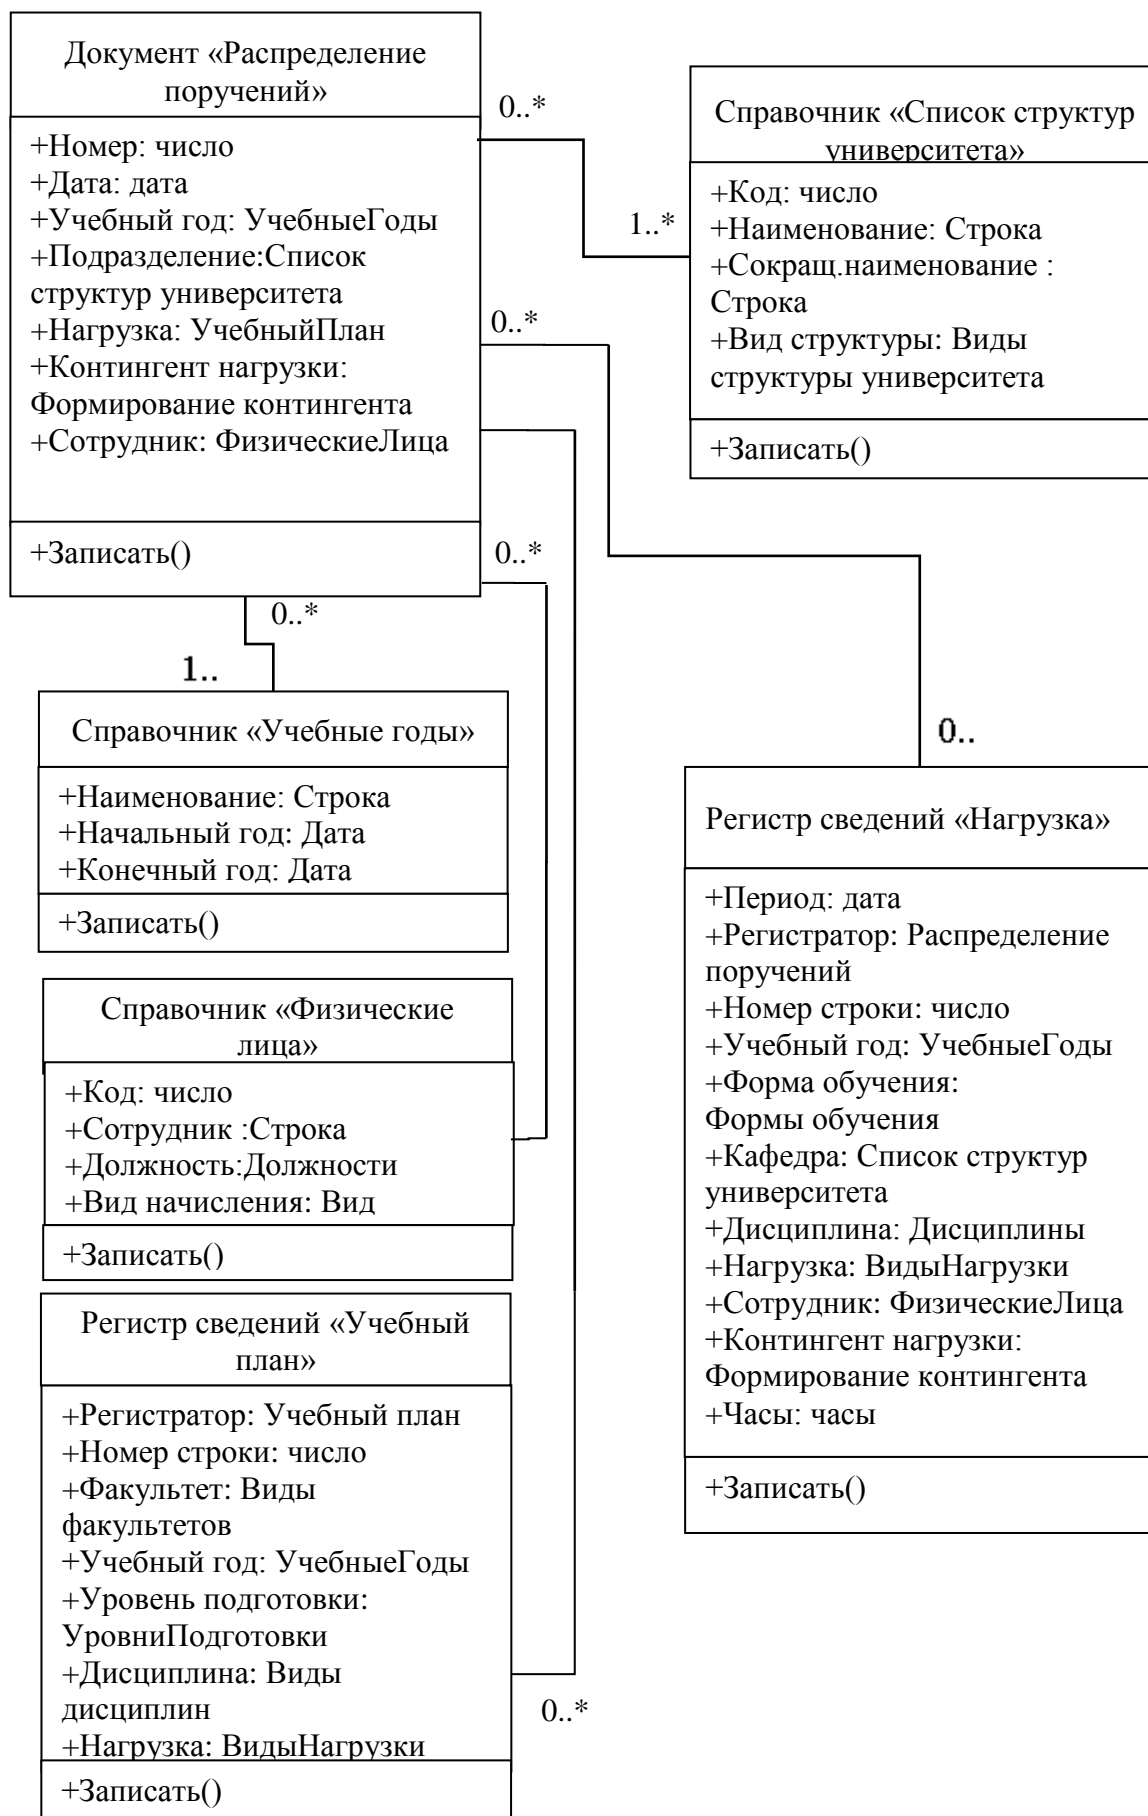 Документ «Распределение
поручений»
+Номер: число
+Дата: дата
+Учебный год: УчебныеГоды
+Подразделение:Список
структур университета
+Нагрузка: УчебныйПлан
+Контингент нагрузки:
Формирование контингента
+Сотрудник: ФизическиеЛица
+Записать()
0..*
1..*
0..*
0..*
0..*
1..
Справочник «Список структур
университета»
+Код: число
+Наименование: Строка
+Сокращ.наименование :
Строка
+Вид структуры: Виды
структуры университета
+Записать()
Справочник «Учебные годы»
+Наименование: Строка
+Начальный год: Дата
+Конечный год: Дата
+Записать()
Справочник «Физические
лица»
+Код: число
+Сотрудник :Строка
+Должность:Должности
+Вид начисления: Вид
+Записать()
Регистр сведений «Учебный
план»
+Регистратор: Учебный план
+Номер строки: число
+Факультет: Виды
факультетов
+Учебный год: УчебныеГоды
+Уровень подготовки:
УровниПодготовки
+Дисциплина: Виды
дисциплин
+Нагрузка: ВидыНагрузки
+Записать()
0..*
0..
Регистр сведений «Нагрузка»
+Период: дата
+Регистратор: Распределение
поручений
+Номер строки: число
+Учебный год: УчебныеГоды
+Форма обучения:
Формы обучения
+Кафедра: Список структур
университета
+Дисциплина: Дисциплины
+Нагрузка: ВидыНагрузки
+Сотрудник: ФизическиеЛица
+Контингент нагрузки:
Формирование контингента
+Часы: часы
+Записать()